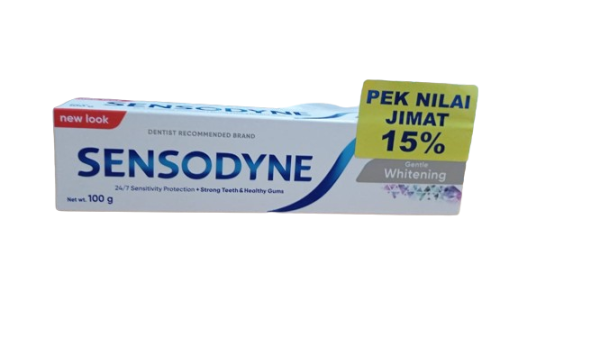 SENSODYNE
new look
DENTIST RECOMMENDED BRAND
SENSODYNE
24/7 Sensitivity Protection + Strong Teeth & Healthy Gums
Net wt. 100 g
PEK NILAI
JIMAT
15%
Gentle
Whitening